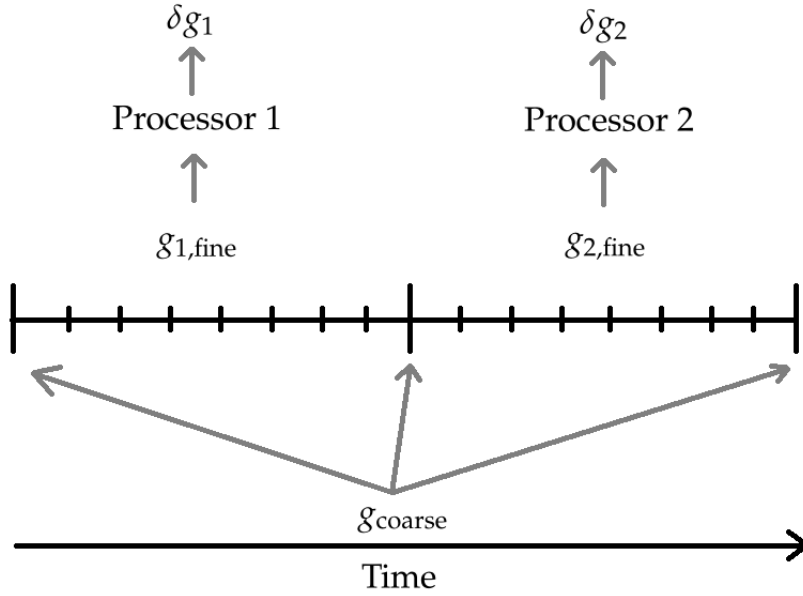 δg₁ δg₂
Processor 1 Processor 2
g₁,fine g₂,fine
gcoarse
Time